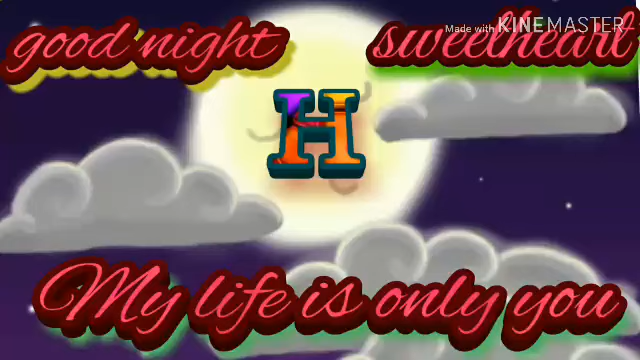 Made with KINEMASTER
good night sweetheart
H
My life is only you